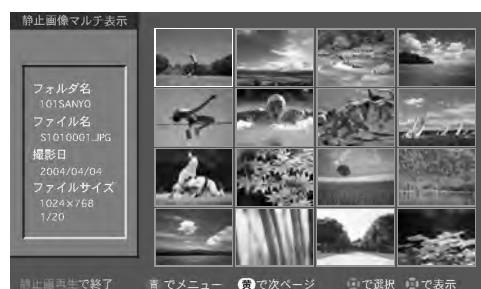 静止画像マルチ表示
フォルダ名
101SANYO
ファイル名
S1010001.JPG
撮影日
2004/04/04
ファイルサイズ
1024×768
1/20
静止画再生で終了 青でメニュー 黄で次ページ で選択 で表示